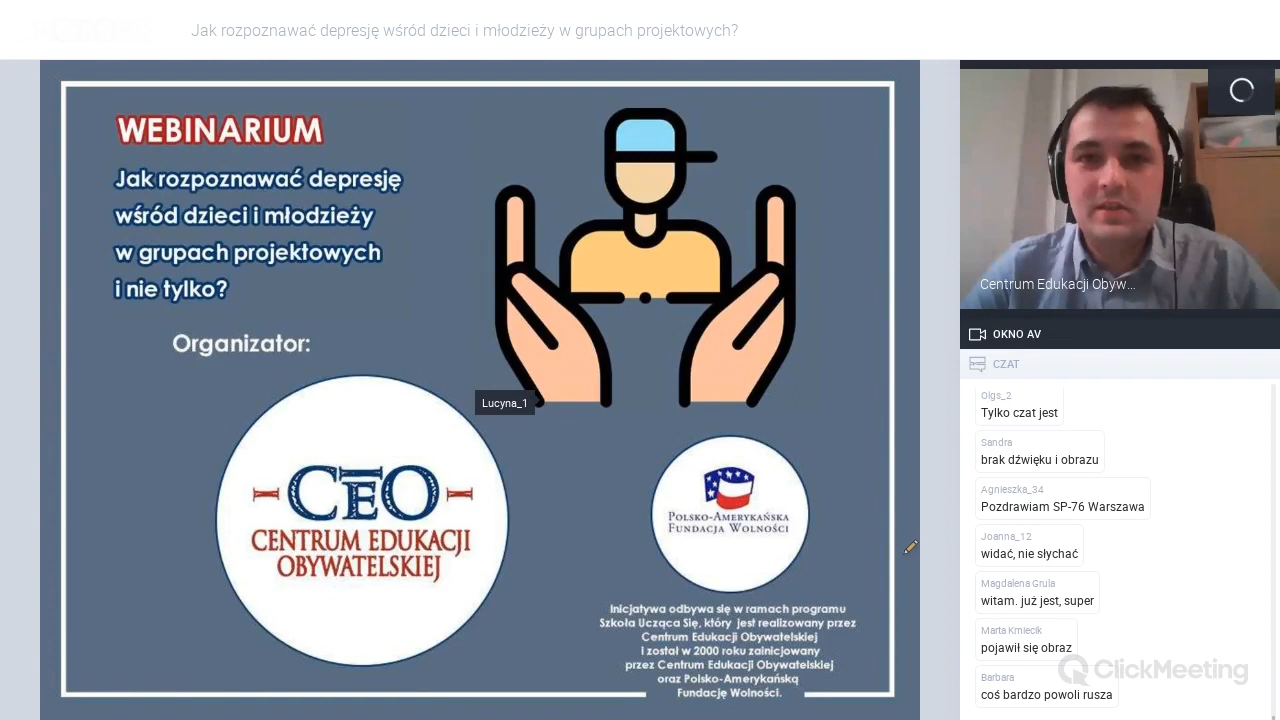 Jak rozpoznawać depresję wśród dzieci i młodzieży w grupach projektowych?
WEBINARIUM
Jak rozpoznawać depresję
wśród dzieci i młodzieży
w grupach projektowych
i nie tylko?
Organizator:
Lucyna_1
CEO
CENTRUM EDUKACJI
OBYWATELSKIEJ
POLSKO-AMERYKAŃSKA
FUNDACJA WOLNOŚCI
Inicjatywa odbywa się w ramach programu
Szkoła Ucząca Się, który jest realizowany przez
Centrum Edukacji Obywatelskiej
i został w 2000 roku zainicjowany
przez Centrum Edukacji Obywatelskiej
oraz Polsko-Amerykańską
Fundację Wolności.
Centrum Edukacji Obyw...
OKNO AV
CZAT
Olgs_2
Tylko czat jest
Sandra
brak dźwięku i obrazu
Agnieszka_34
Pozdrawiam SP-76 Warszawa
Joanna_12
widać, nie słychać
Magdalena Grula
witam. już jest, super
Marta Kmiecik
pojawił się obraz
Barbara
coś bardzo powoli rusza
ClickMeeting